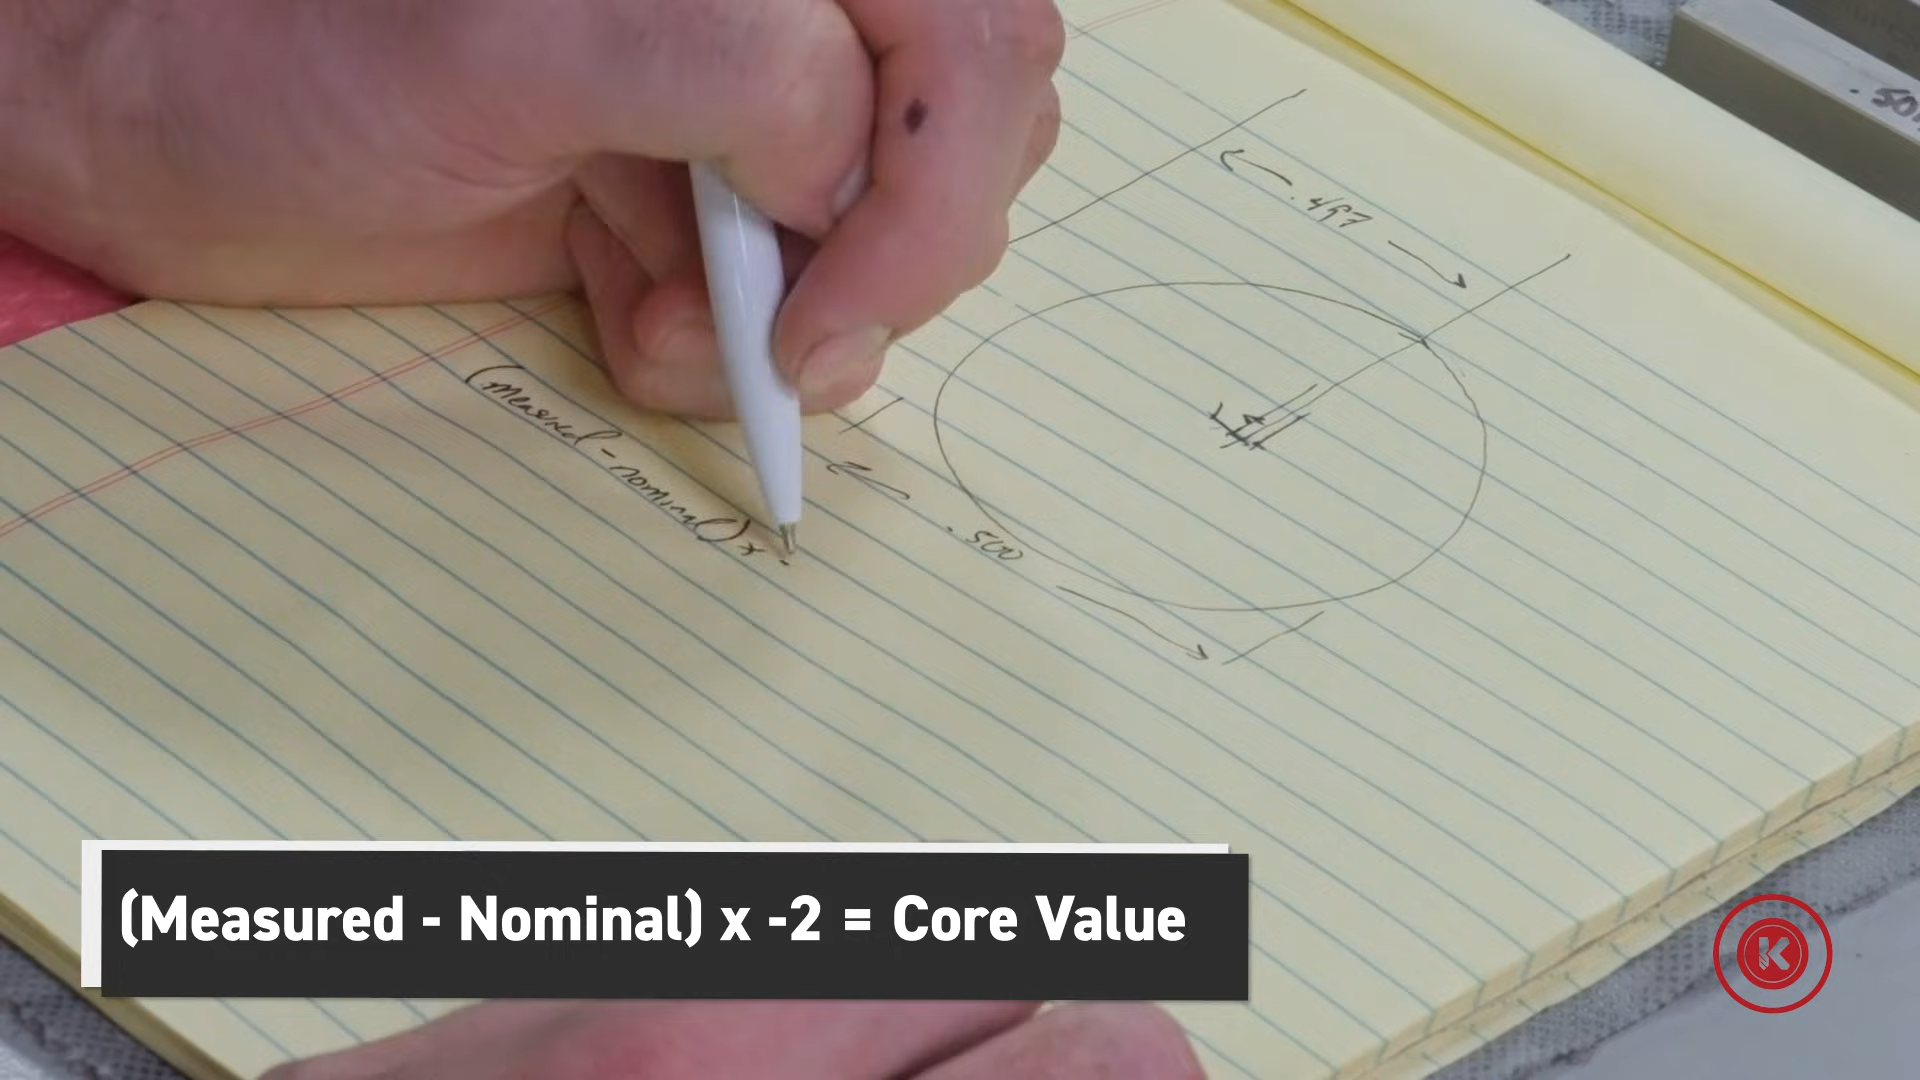 .497
(measured - nominal) x
.500
(Measured - Nominal) x -2 = Core Value
K